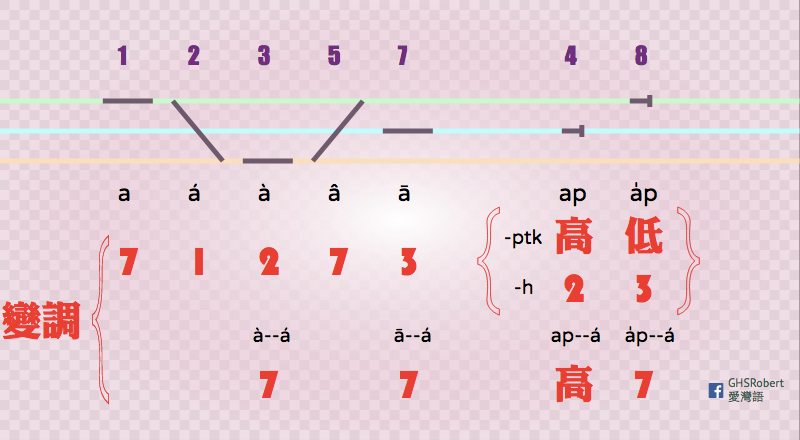 1 2 3 5 7 4 8
a á à â ā ap a̍p
-ptk 高 低
7 1 2 7 3
-h 2 3
變調
à--á ā--á ap--á a̍p--á
7 7 高 7
GHSRobert
愛灣語